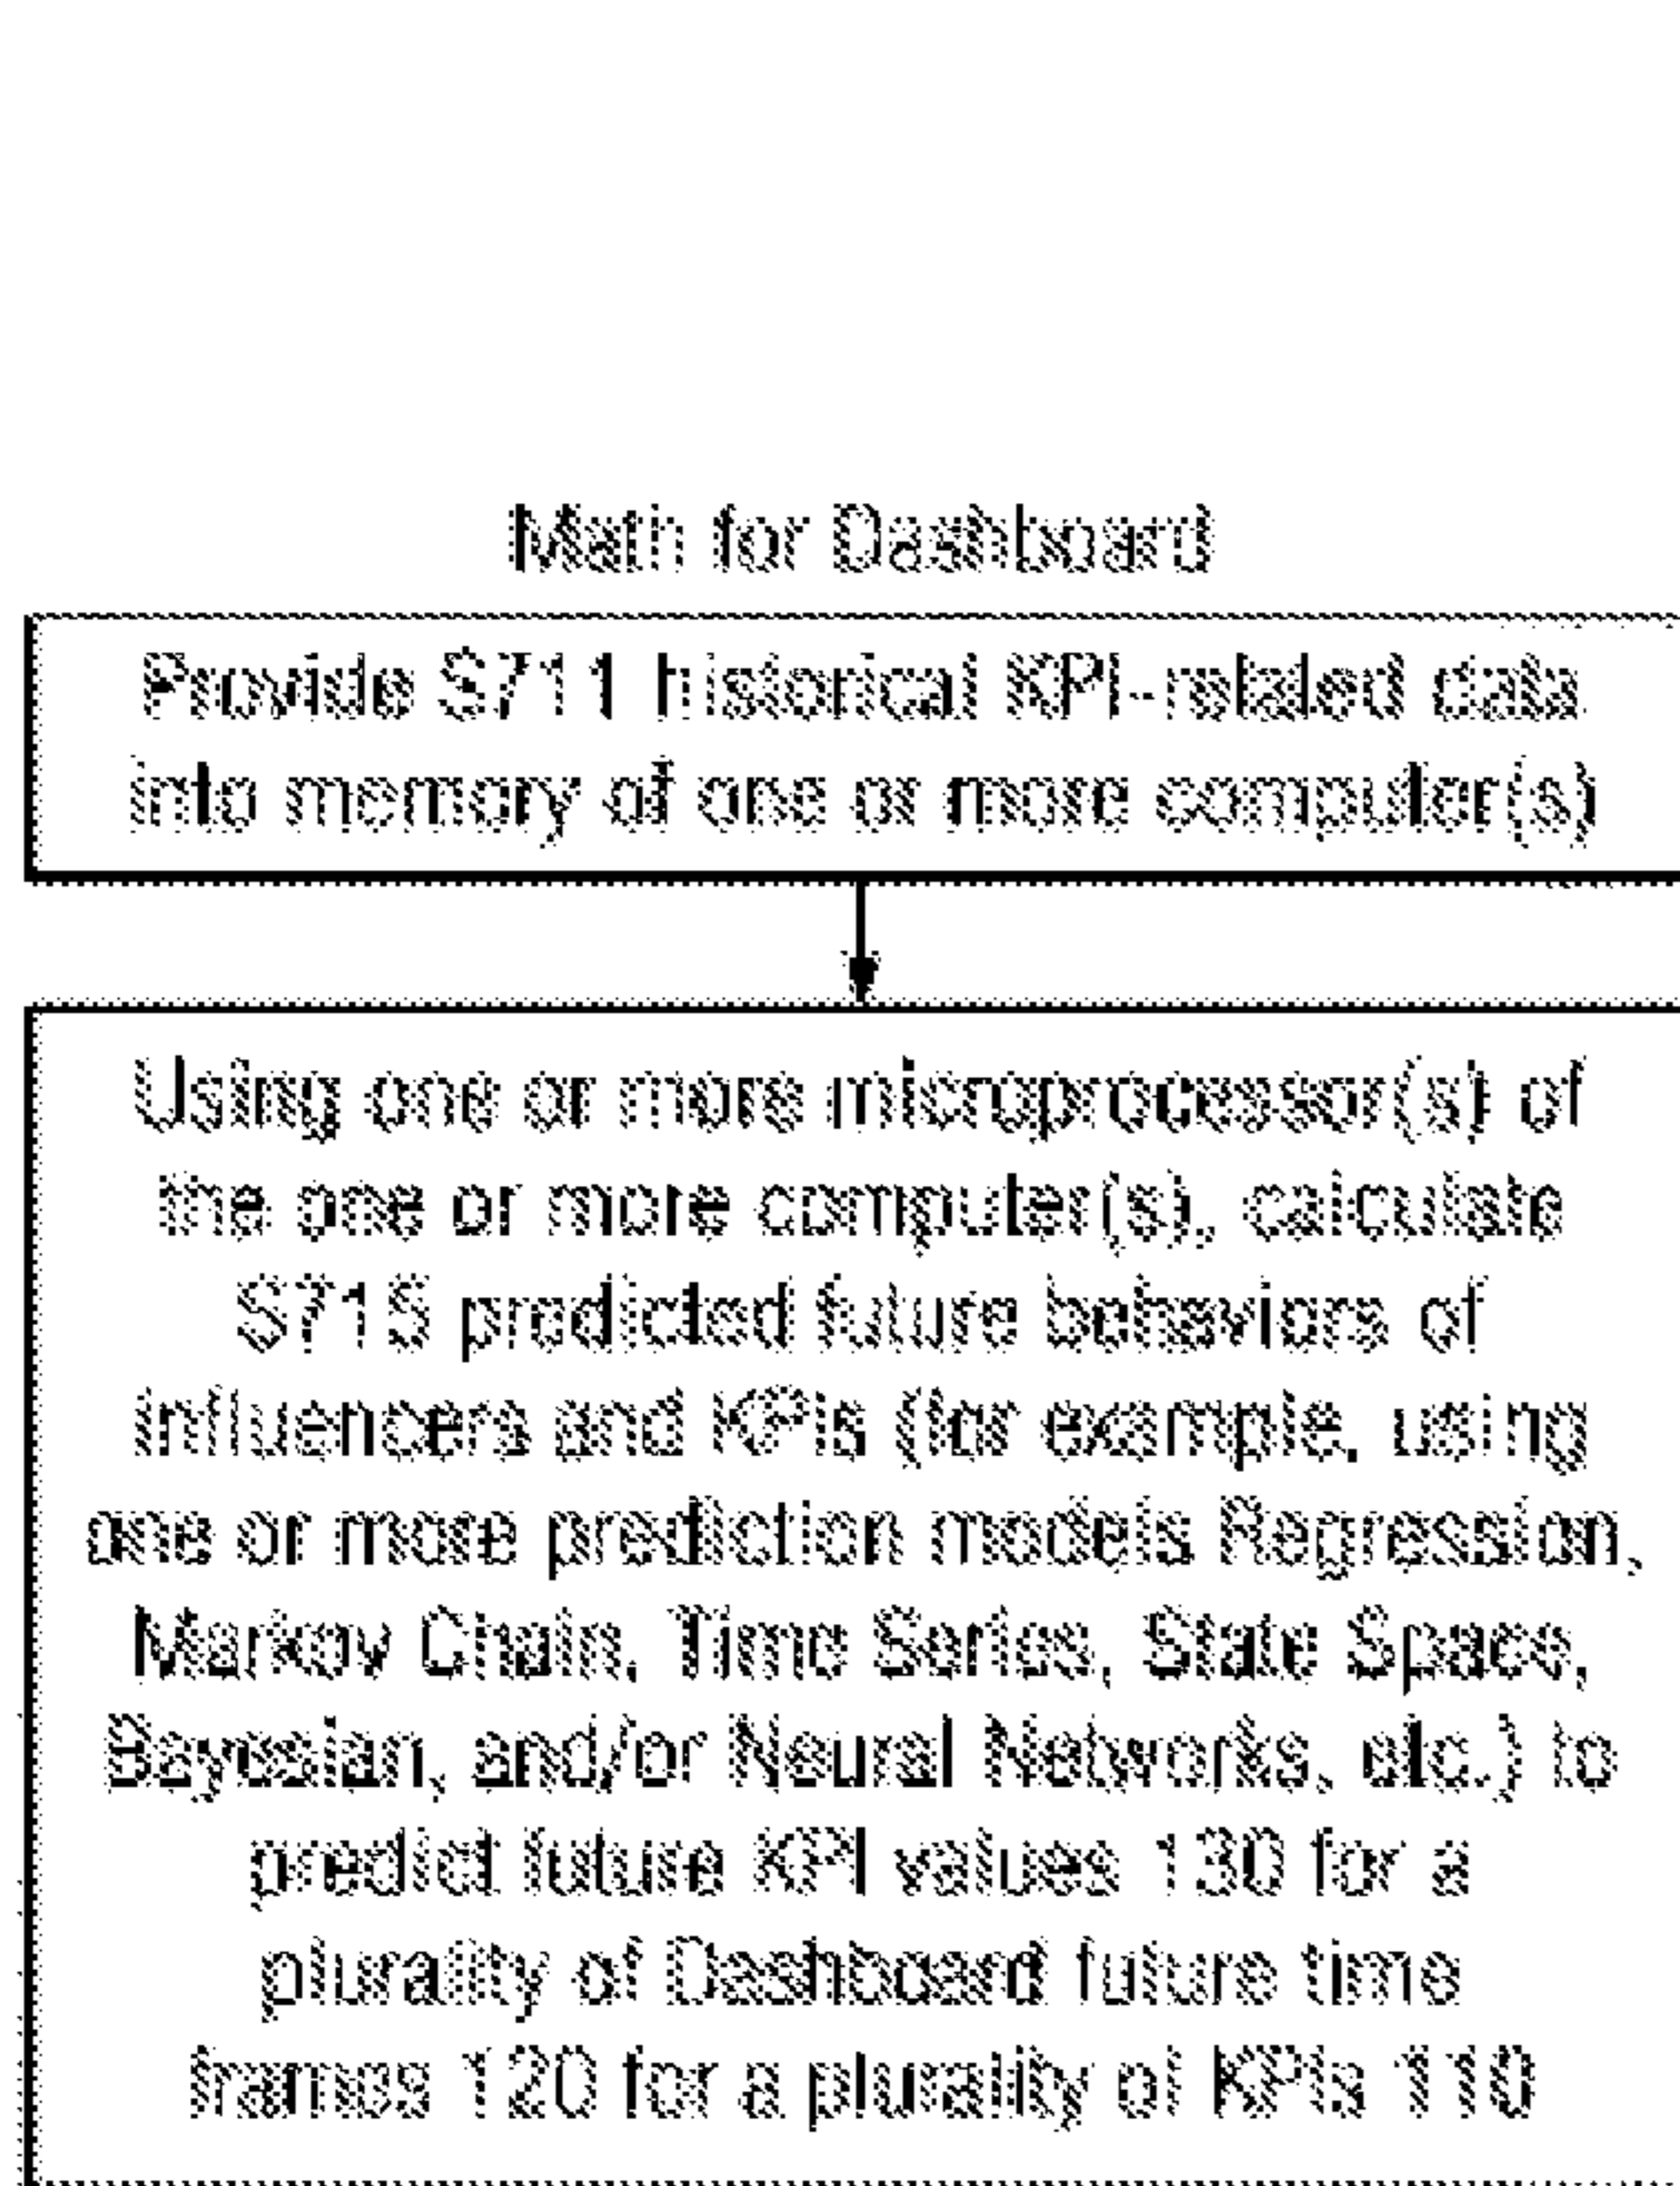 Math for Dashboard
Provide S711 historical KPI-related data
into memory of one or more computer(s)
Using one or more microprocessor(s) of
the one or more computer(s), calculate
S715 predicted future behaviors of
influencers and KPIs (for example, using
one or more prediction models Regression,
Markov Chain, Time Series, State Space,
Bayesian, and/or Neural Networks, etc.) to
predict future KPI values 130 for a
plurality of Dashboard future time
frames 120 for a plurality of KPIs 110